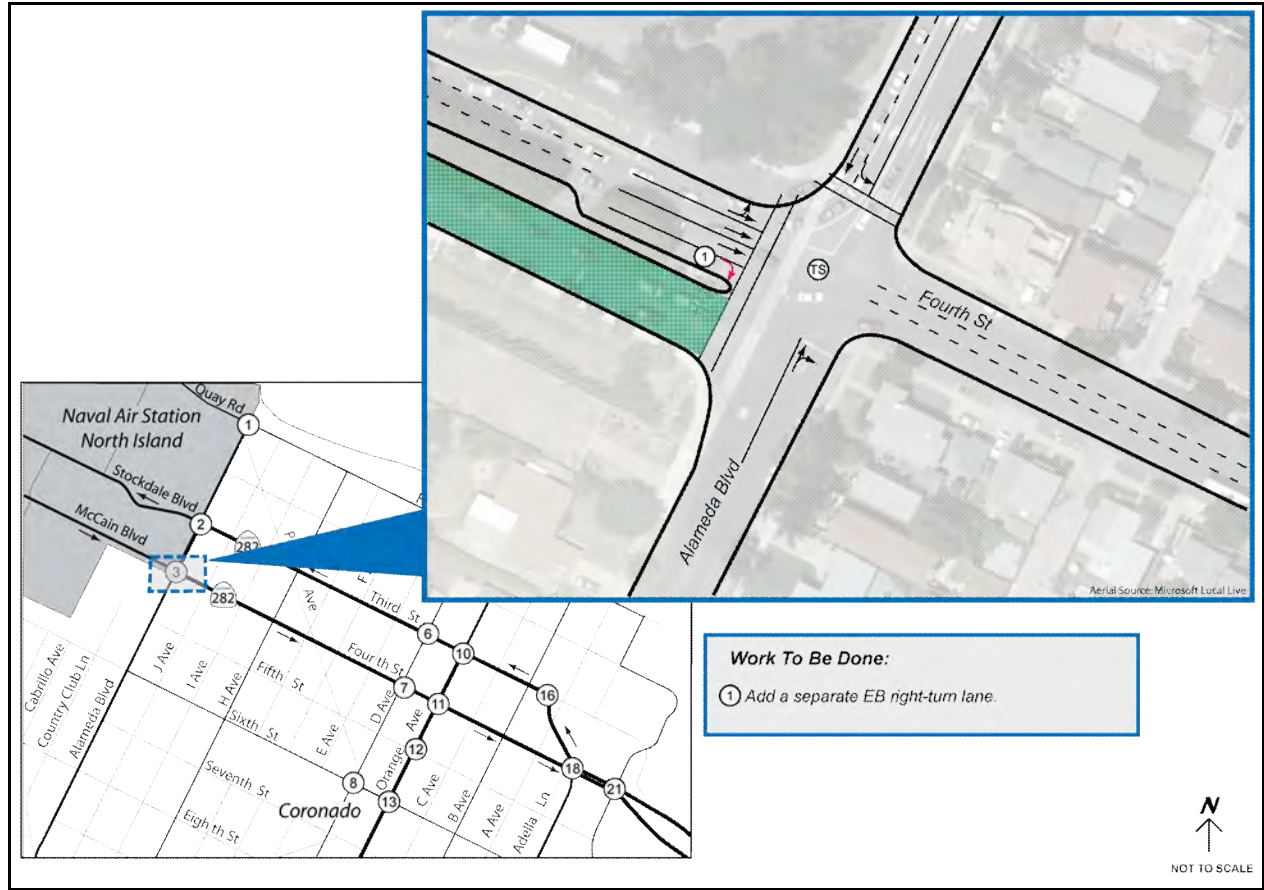 1
TS
Fourth St
Alameda Blvd
Aerial Source: Microsoft Local Live
Quay Rd
1
Naval Air Station
North Island
Stockdale Blvd
2
282
McCain Blvd
3
282
Third St
6
10
Ave
Fourth St
7
11
16
Cabrillo Ave
Country Club Ln
Alameda Blvd
J Ave
I Ave
H Ave
Fifth St
Sixth St
E Ave
D Ave
Orange Ave
12
C Ave
B Ave
A Ave
Adella Ln
18
21
Seventh St
8
13
Coronado
Eighth St
Work To Be Done:
1 Add a separate EB right-turn lane.
N
NOT TO SCALE